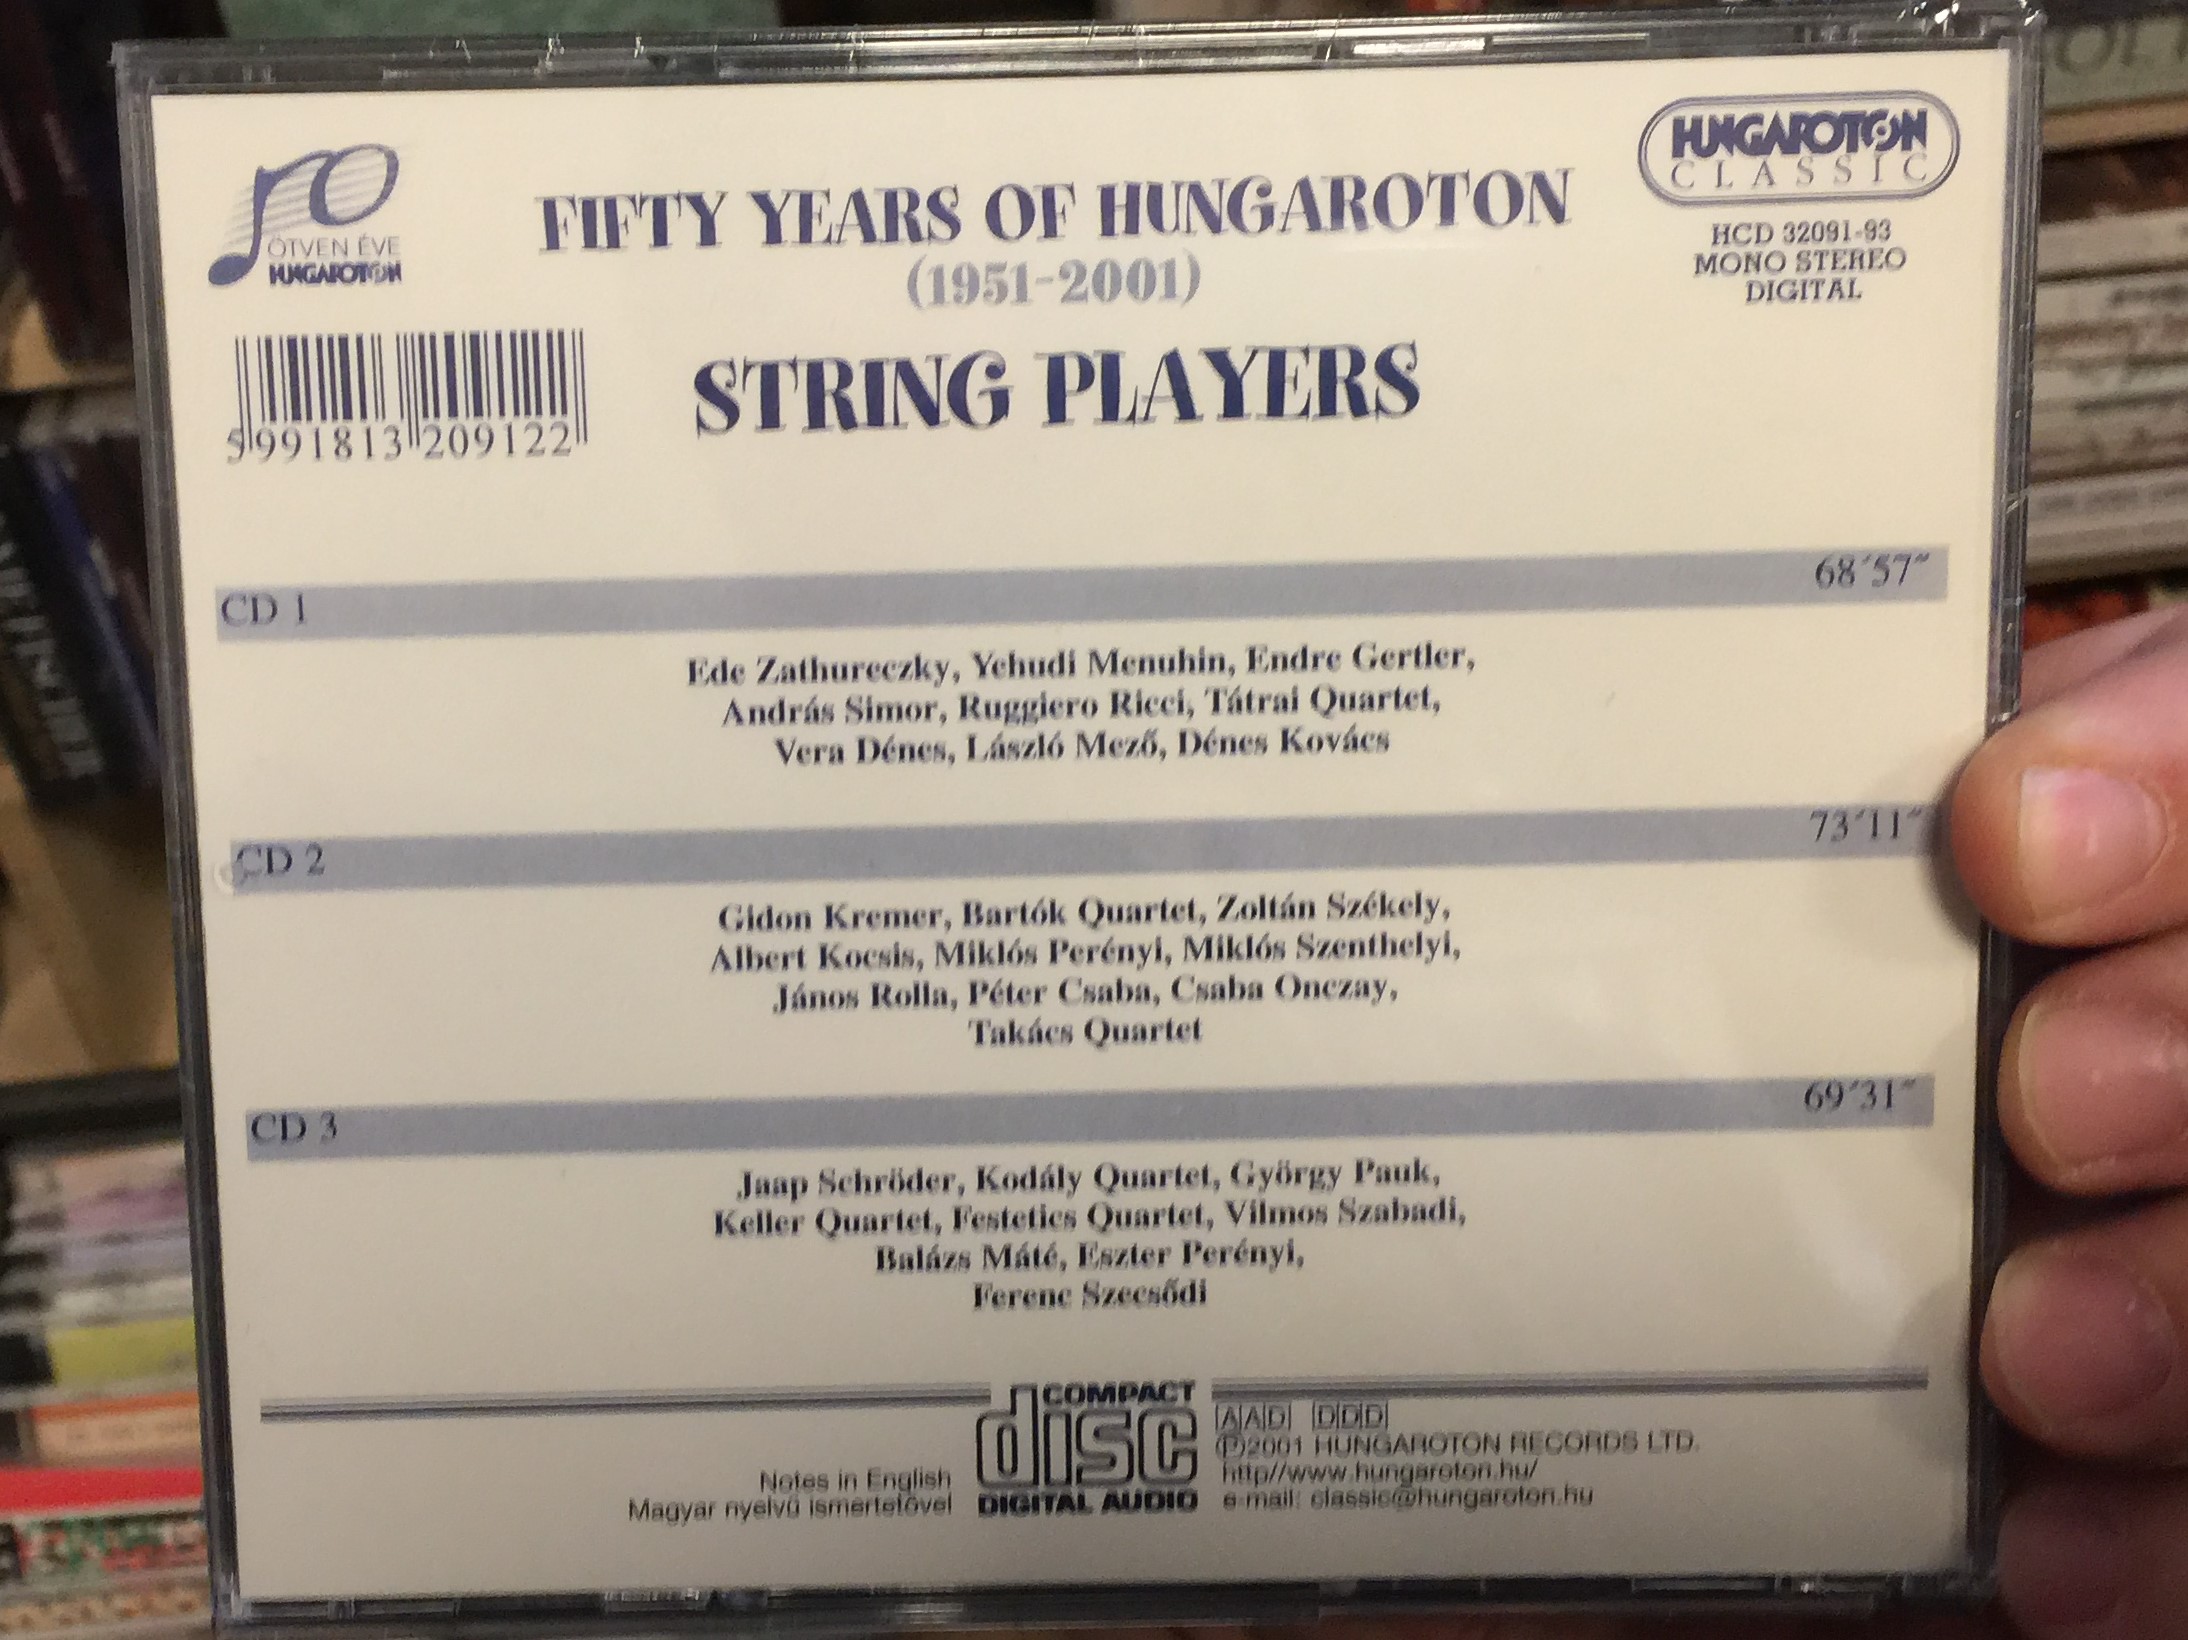 ÖTVEN ÉVE
HUNGAROTON
FIFTY YEARS OF HUNGAROTON
(1951-2001)
STRING PLAYERS
HUNGAROTON
CLASSIC
HCD 32091-93
MONO STEREO
DIGITAL
5 991813 209122
CD 1 68'57"
Ede Zathureczky, Yehudi Menuhin, Endre Gertler,
András Simor, Ruggiero Ricci, Tátrai Quartet,
Vera Dénes, László Mező, Dénes Kovács
CD 2 73'11"
Gidon Kremer, Bartók Quartet, Zoltán Székely,
Albert Kocsis, Miklós Perényi, Miklós Szenthelyi,
János Rolla, Péter Csaba, Csaba Onczay,
Takács Quartet
CD 3 69'31"
Jaap Schröder, Kodály Quartet, György Pauk,
Keller Quartet, Festetics Quartet, Vilmos Szabadi,
Balázs Máté, Eszter Perényi,
Ferenc Szecsődi
Notes in English
Magyar nyelvű ismertetővel
COMPACT
disc
DIGITAL AUDIO
AAD DDD
℗2001 HUNGAROTON RECORDS LTD.
http//www.hungaroton.hu/
e-mail: classic@hungaroton.hu